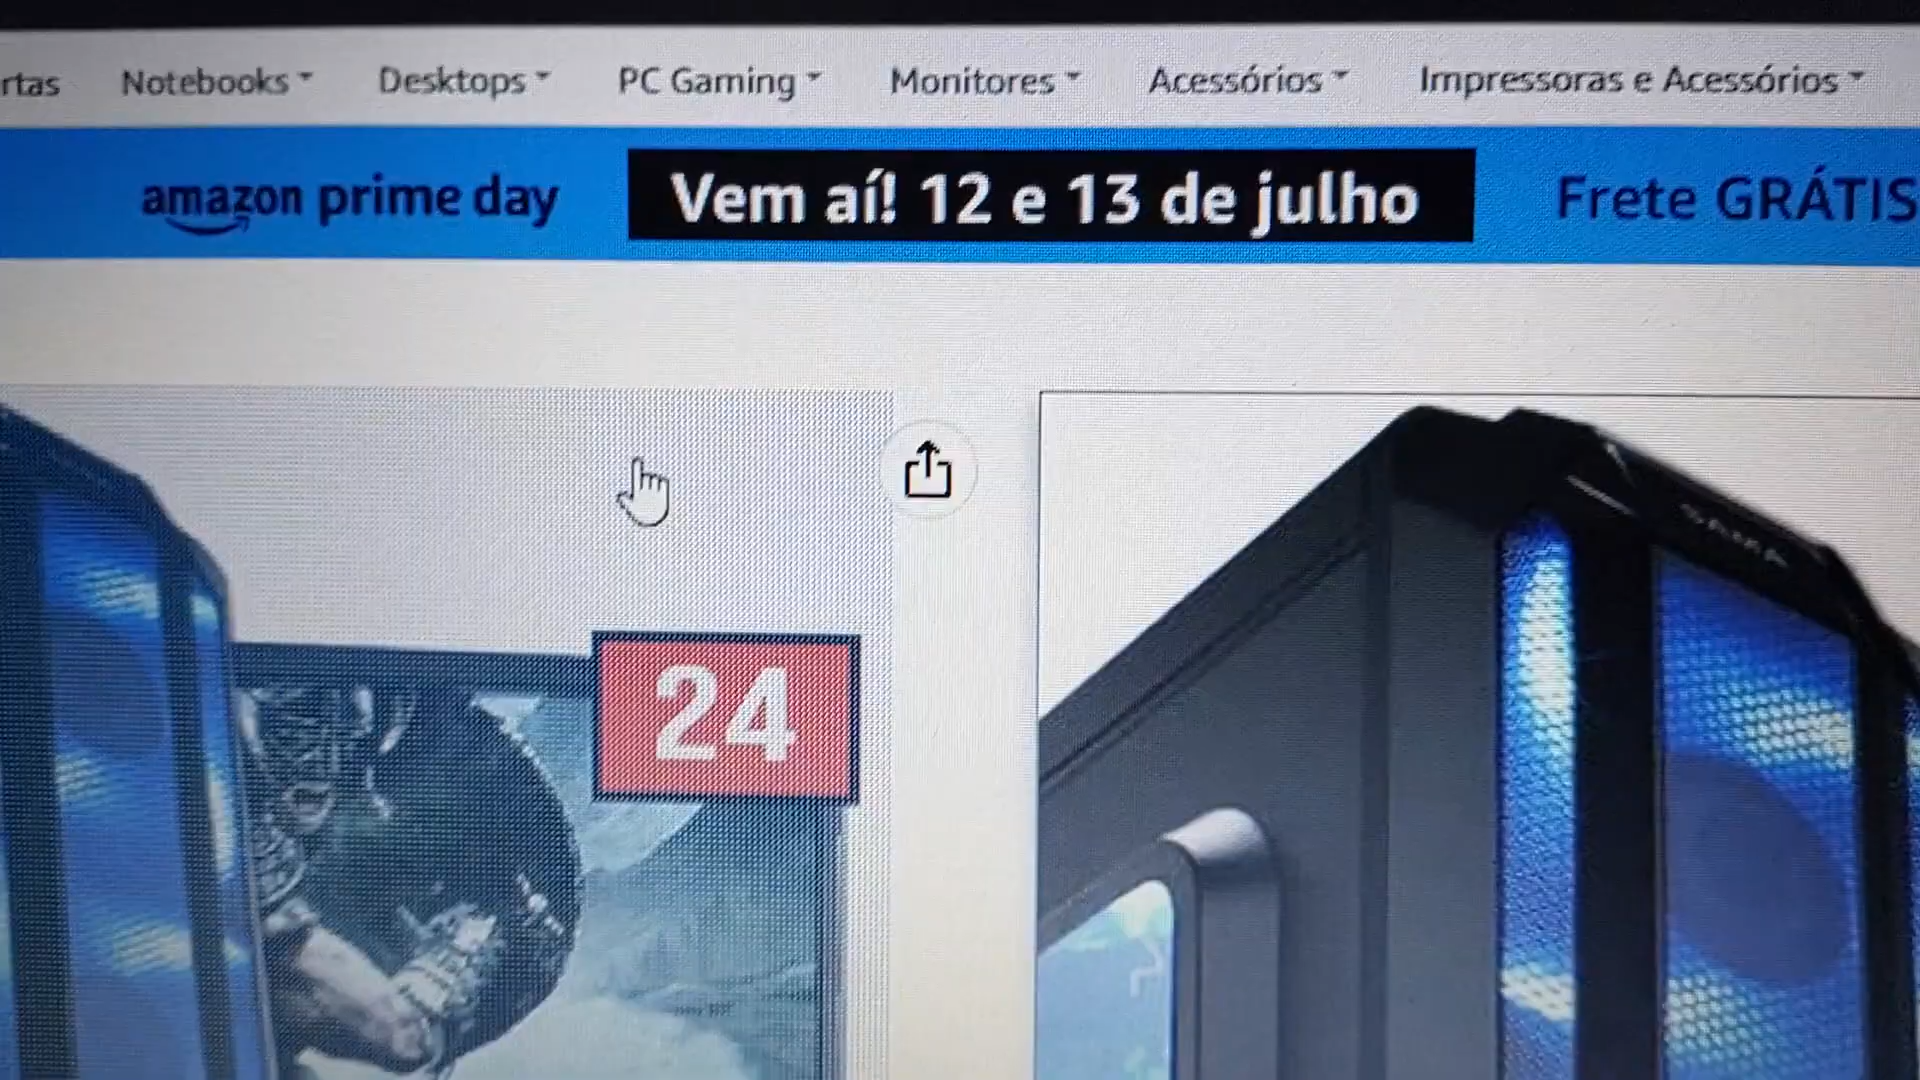 rtas Notebooks Desktops PC Gaming Monitores Acessórios Impressoras e Acessórios
amazon prime day Vem aí! 12 e 13 de julho Frete GRÁTIS
24